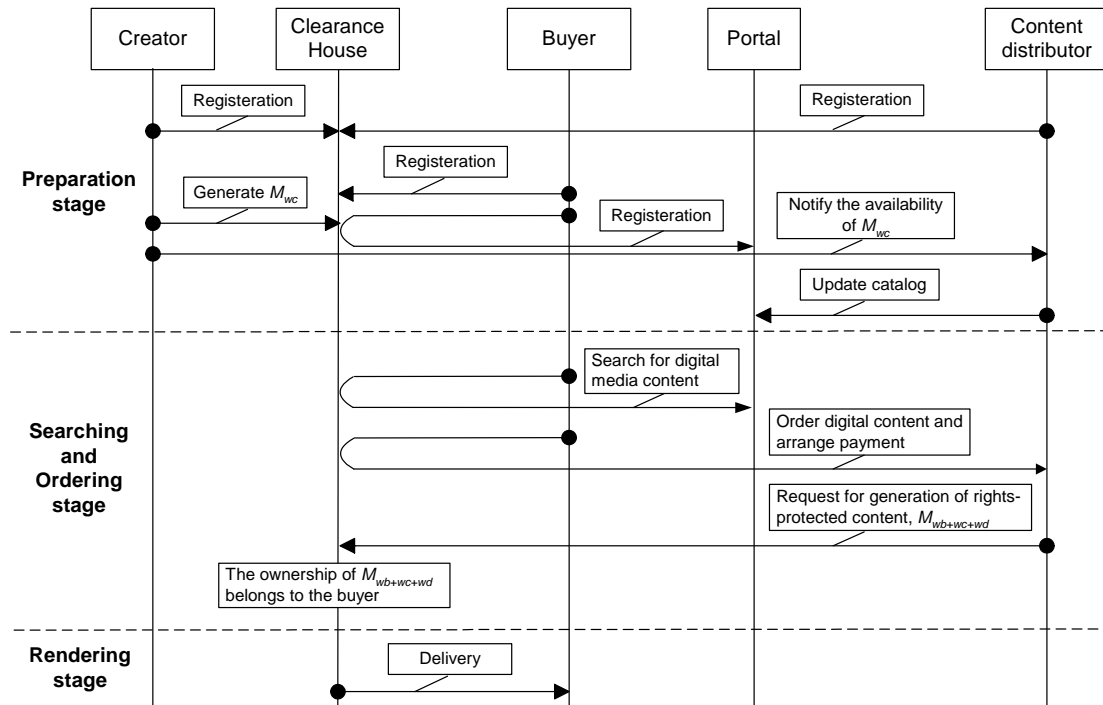 Creator
Clearance
House
Buyer
Portal
Content
distributor
Registeration
Registeration
Preparation
stage
Registeration
Generate Mwc
Registeration
Notify the availability
of Mwc
Update catalog
Searching
and
Ordering
stage
Search for digital
media content
Order digital content and
arrange payment
Request for generation of rights-
protected content, Mwb+wc+wd
The ownership of Mwb+wc+wd
belongs to the buyer
Rendering
stage
Delivery